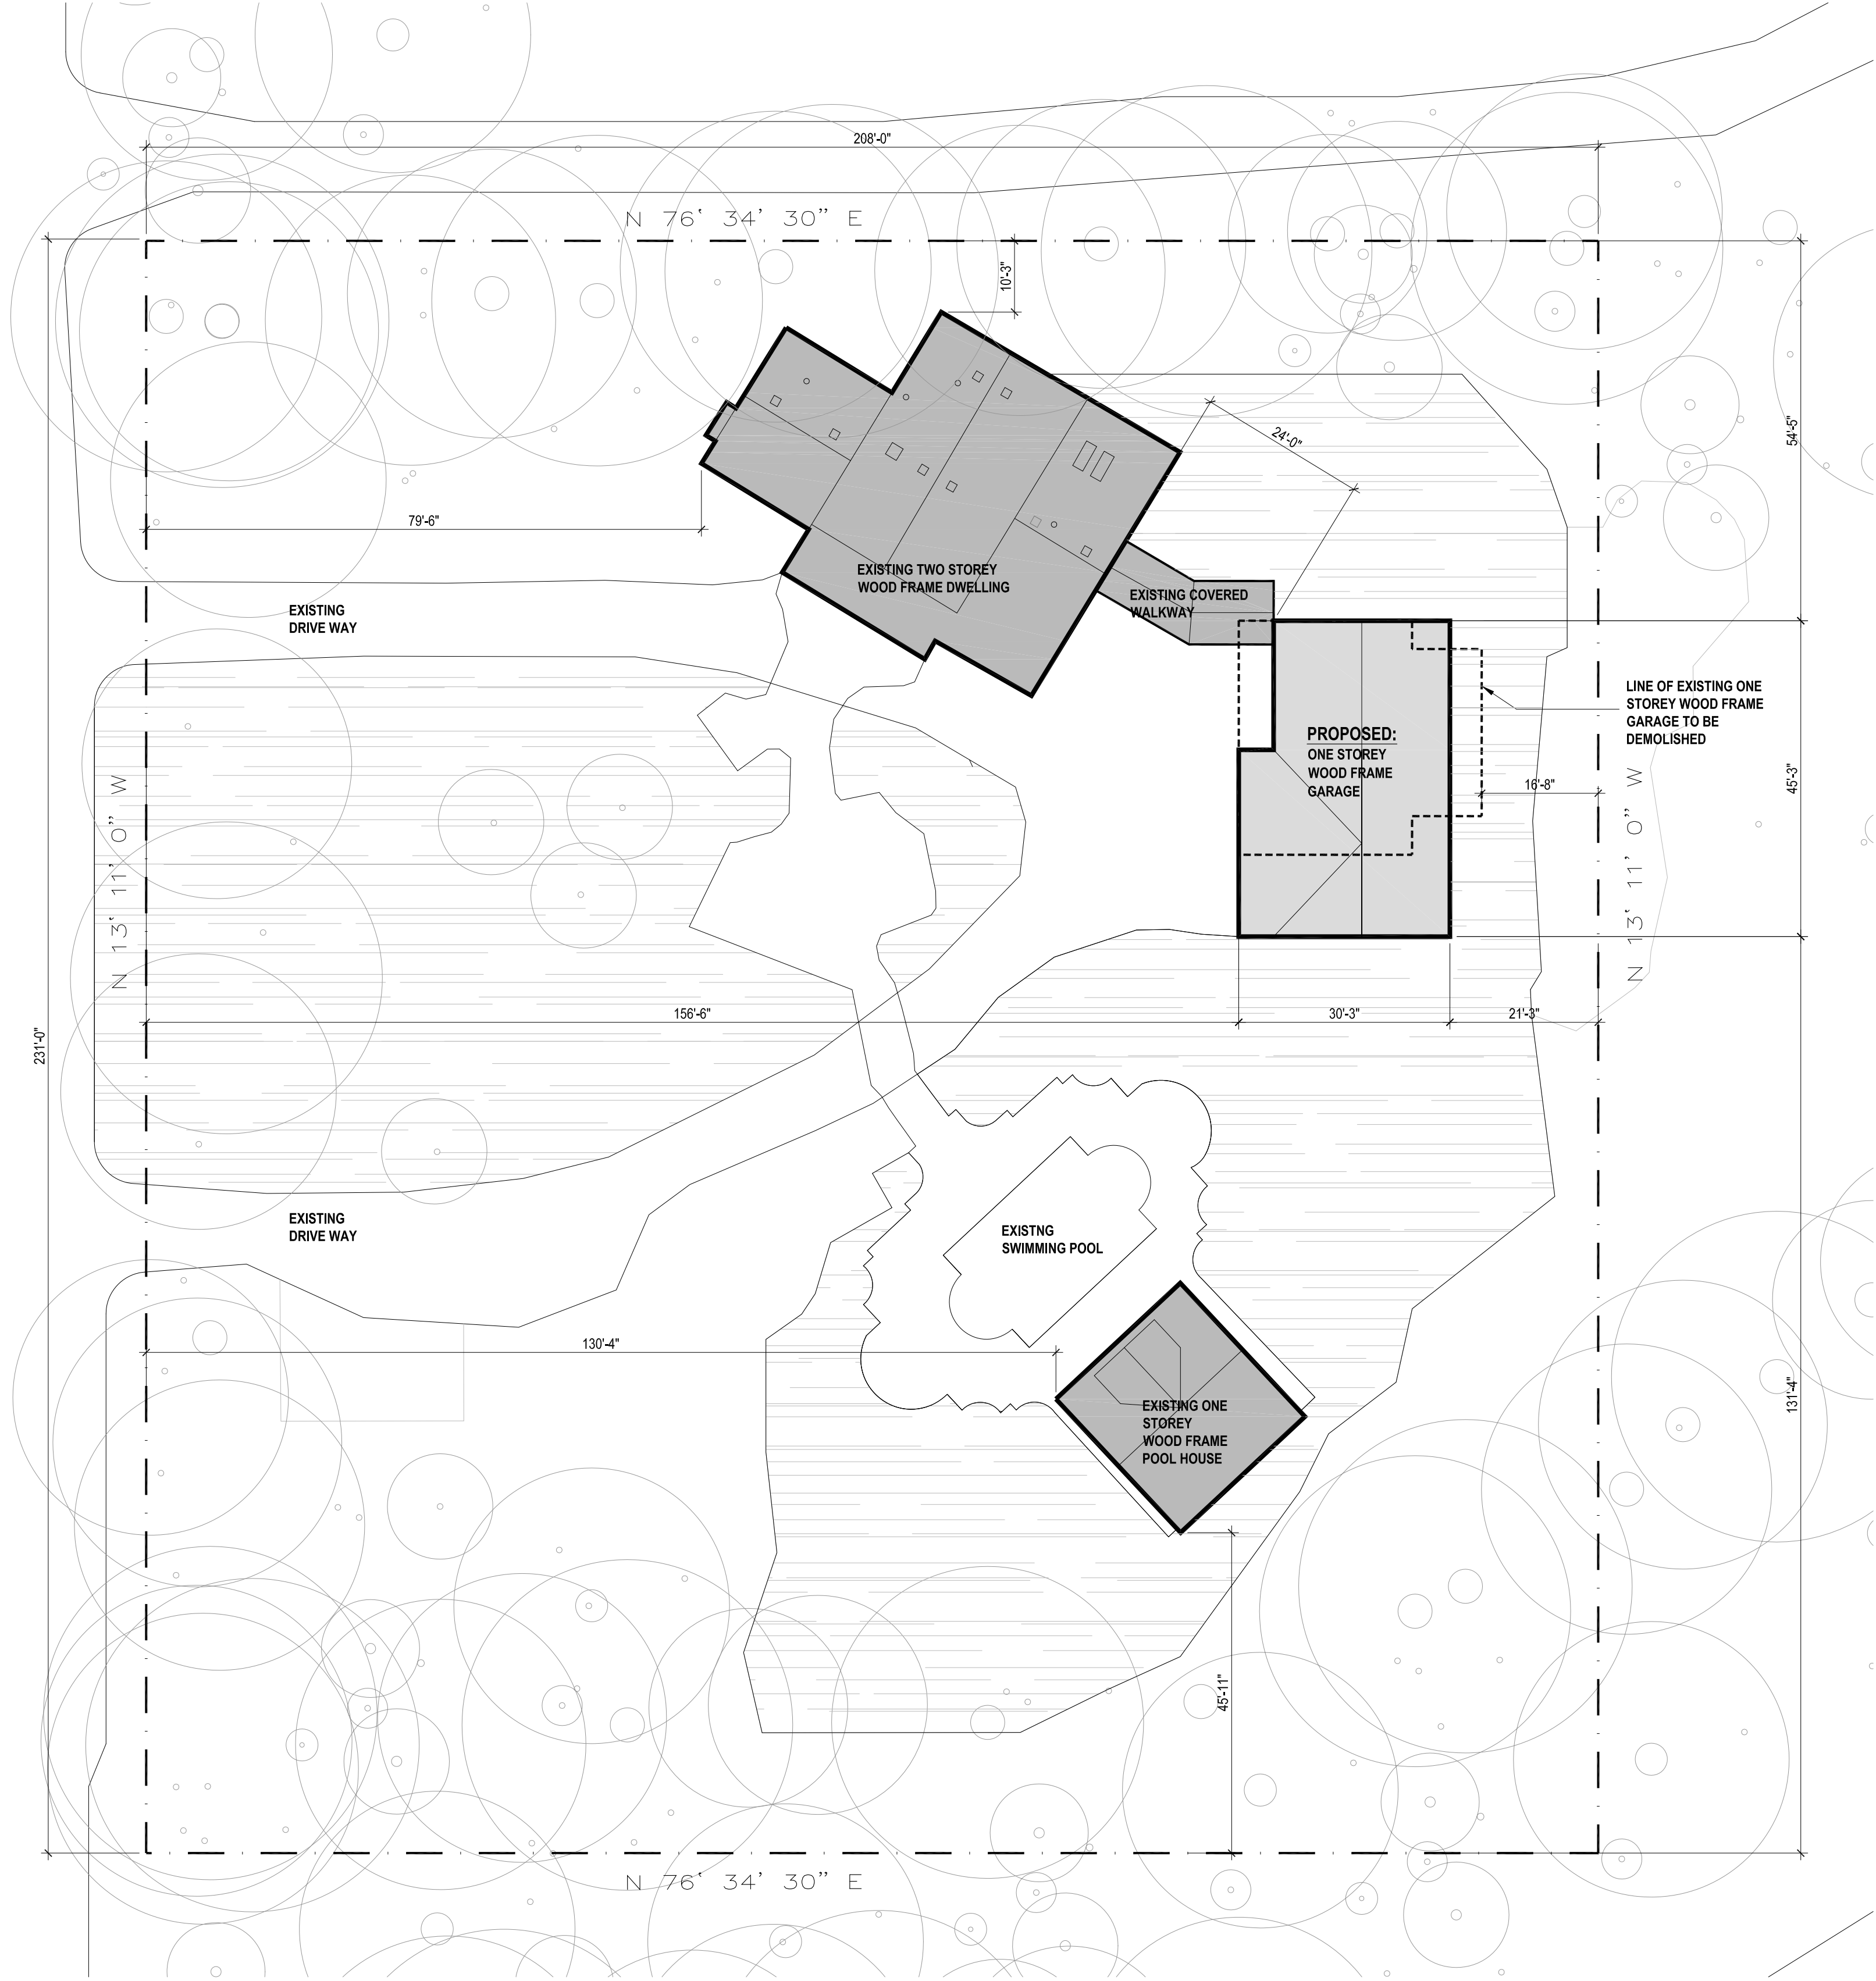 208'-0"
N 76' 34' 30" E
10'-3"
54'-5"
24'-0"
79'-6"
EXISTING TWO STOREY
WOOD FRAME DWELLING
EXISTING COVERED
WALKWAY
EXISTING
DRIVE WAY
LINE OF EXISTING ONE
STOREY WOOD FRAME
GARAGE TO BE
DEMOLISHED
PROPOSED:
ONE STOREY
WOOD FRAME
GARAGE
16'-8"
45'-3"
N 13' 11' 0" W
N 13' 11' 0" W
156'-6"
30'-3"
21'-3"
231'-0"
EXISTING
DRIVE WAY
EXISTNG
SWIMMING POOL
130'-4"
EXISTING ONE
STOREY
WOOD FRAME
POOL HOUSE
131'-4"
45'-11"
N 76' 34' 30" E